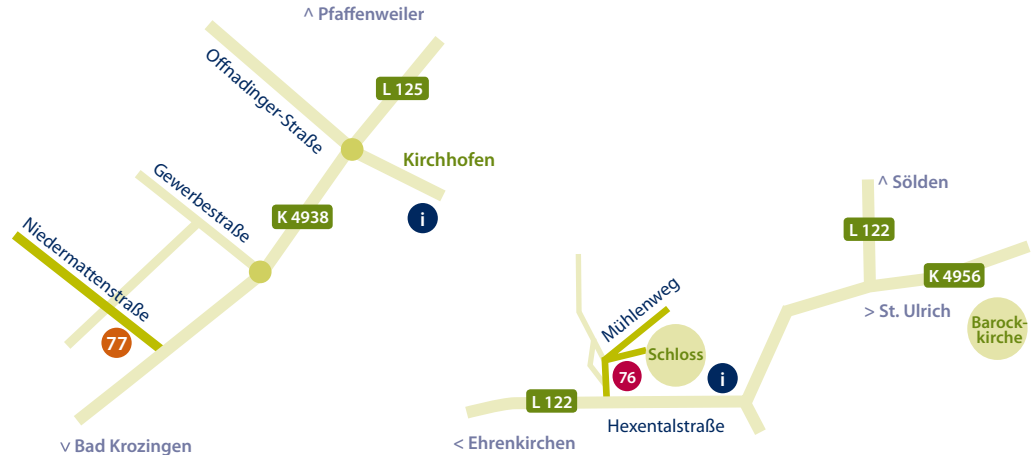 ^ Pfaffenweiler
Offnadinger-Straße
L 125
Kirchhofen
Gewerbestraße
K 4938
i
Niedermattenstraße
77
v Bad Krozingen
^ Sölden
L 122
K 4956
> St. Ulrich
Barock-
kirche
Mühlenweg
Schloss
76
i
L 122
Hexentalstraße
< Ehrenkirchen